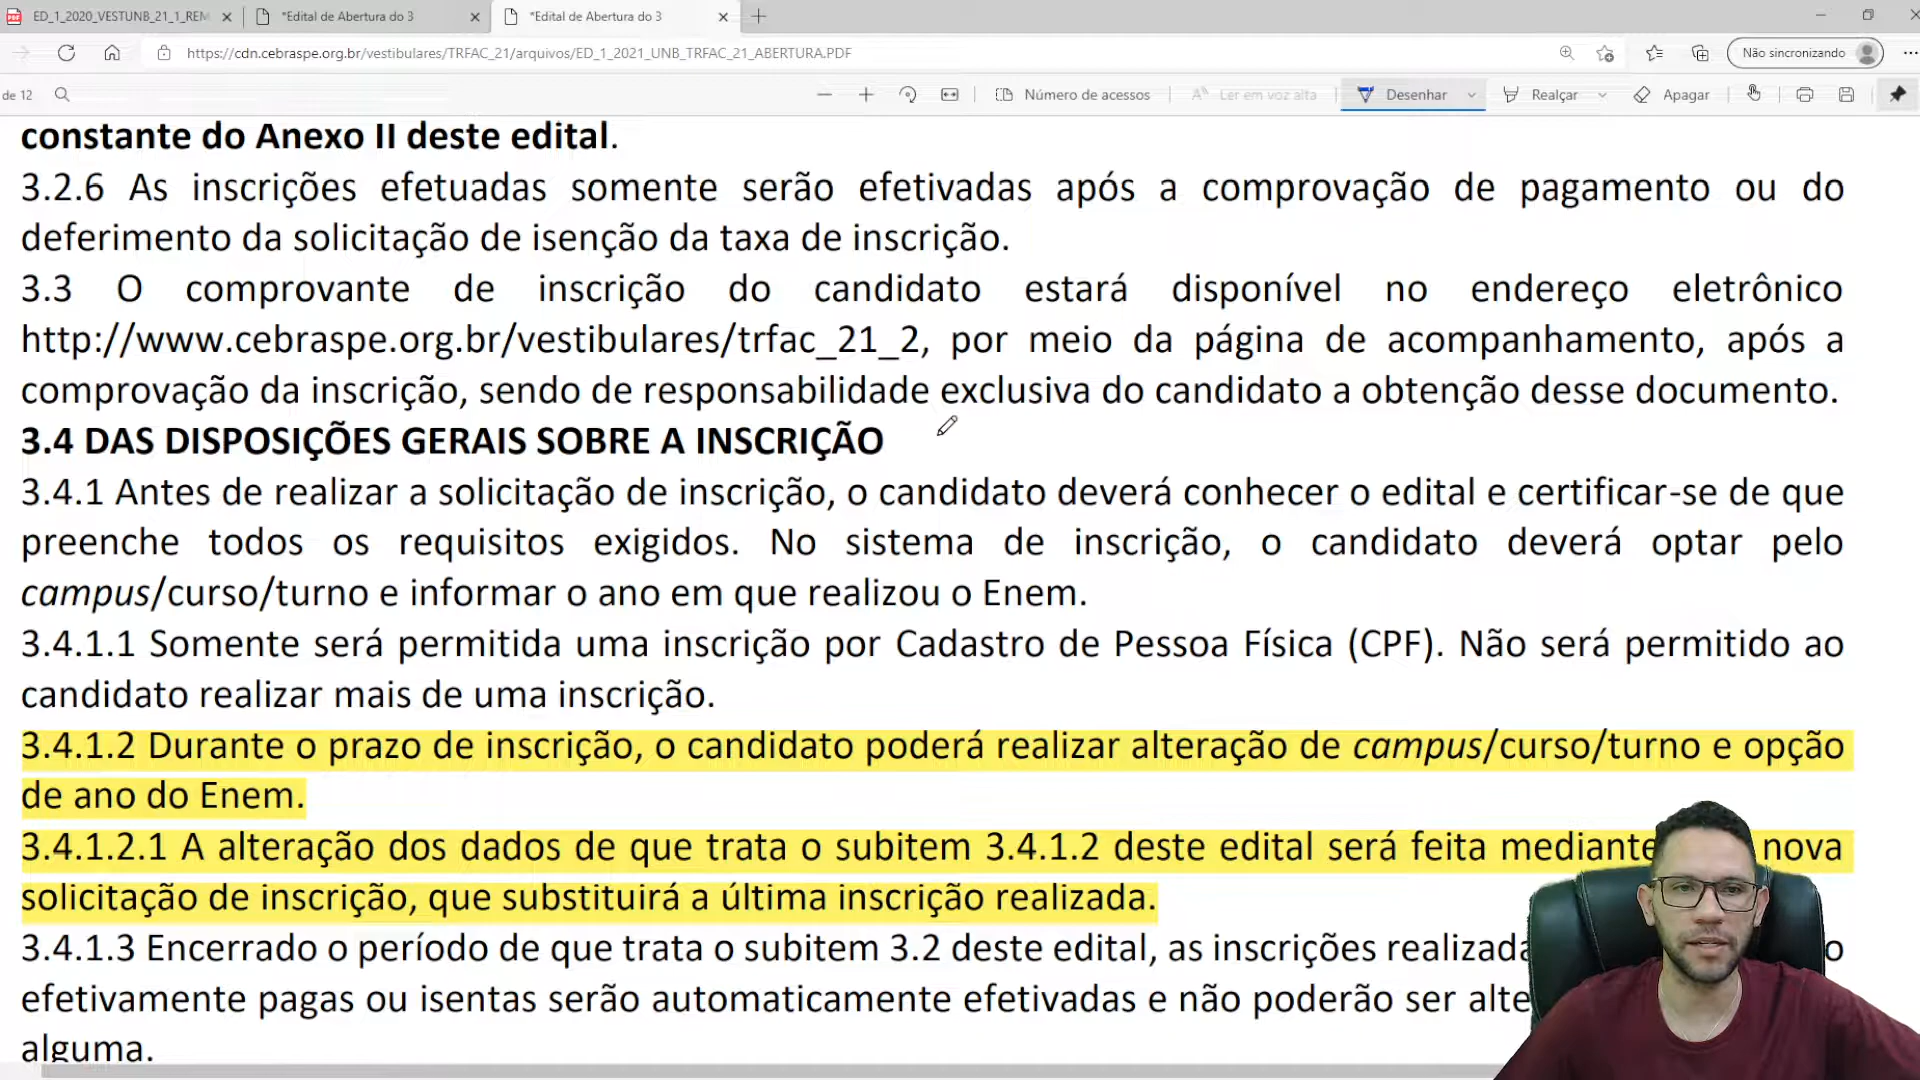 ED_1_2020_VESTUNB_21_1_REM
*Edital de Abertura do 3
*Edital de Abertura do 3
https://cdn.cebraspe.org.br/vestibulares/TRFAC_21/arquivos/ED_1_2021_UNB_TRFAC_21_ABERTURA.PDF
Não sincronizando
de 12
Número de acessos
Ler em voz alta
Desenhar
Realçar
Apagar
constante do Anexo II deste edital.
3.2.6 As inscrições efetuadas somente serão efetivadas após a comprovação de pagamento ou do
deferimento da solicitação de isenção da taxa de inscrição.
3.3 O comprovante de inscrição do candidato estará disponível no endereço eletrônico
http://www.cebraspe.org.br/vestibulares/trfac_21_2, por meio da página de acompanhamento, após a
comprovação da inscrição, sendo de responsabilidade exclusiva do candidato a obtenção desse documento.
3.4 DAS DISPOSIÇÕES GERAIS SOBRE A INSCRIÇÃO
3.4.1 Antes de realizar a solicitação de inscrição, o candidato deverá conhecer o edital e certificar-se de que
preenche todos os requisitos exigidos. No sistema de inscrição, o candidato deverá optar pelo
campus/curso/turno e informar o ano em que realizou o Enem.
3.4.1.1 Somente será permitida uma inscrição por Cadastro de Pessoa Física (CPF). Não será permitido ao
candidato realizar mais de uma inscrição.
3.4.1.2 Durante o prazo de inscrição, o candidato poderá realizar alteração de campus/curso/turno e opção
de ano do Enem.
3.4.1.2.1 A alteração dos dados de que trata o subitem 3.4.1.2 deste edital será feita mediante nova
solicitação de inscrição, que substituirá a última inscrição realizada.
3.4.1.3 Encerrado o período de que trata o subitem 3.2 deste edital, as inscrições realizada o
efetivamente pagas ou isentas serão automaticamente efetivadas e não poderão ser alte
alguma.